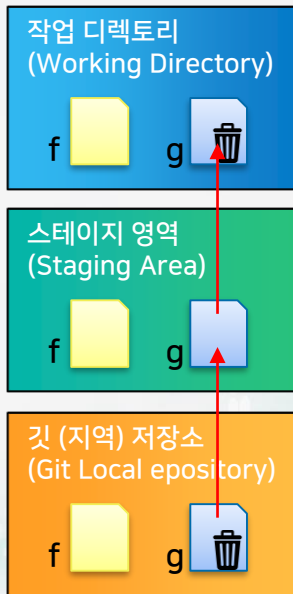 작업 디렉토리
(Working Directory)
f g
스테이지 영역
(Staging Area)
f g
깃 (지역) 저장소
(Git Local epository)
f g